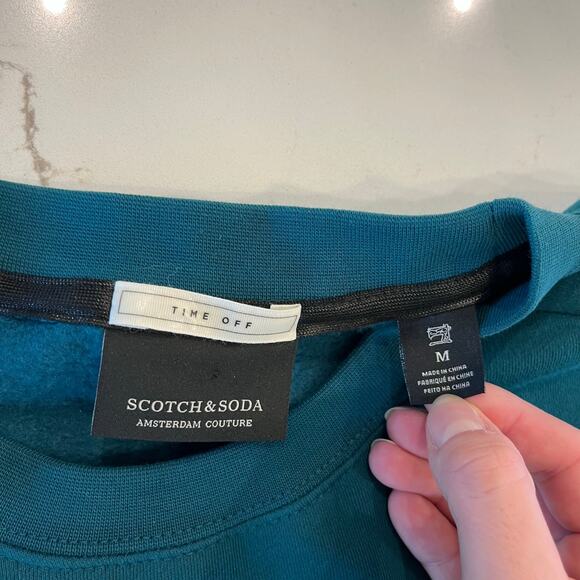 TIME OFF
SCOTCH & SODA
AMSTERDAM COUTURE
M
MADE IN CHINA
FABRIQUÉ EN CHINE
FEITO NA CHINA